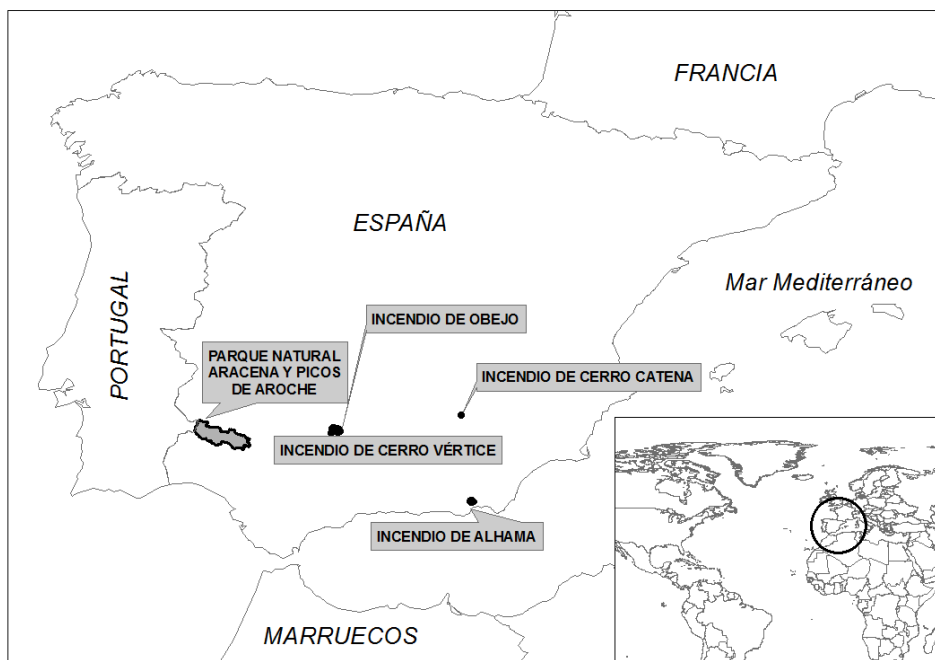 FRANCIA
ESPAÑA
Mar Mediterráneo
PORTUGAL
INCENDIO DE OBEJO
PARQUE NATURAL
ARACENA Y PICOS
DE AROCHE
INCENDIO DE CERRO CATENA
INCENDIO DE CERRO VÉRTICE
INCENDIO DE ALHAMA
MARRUECOS